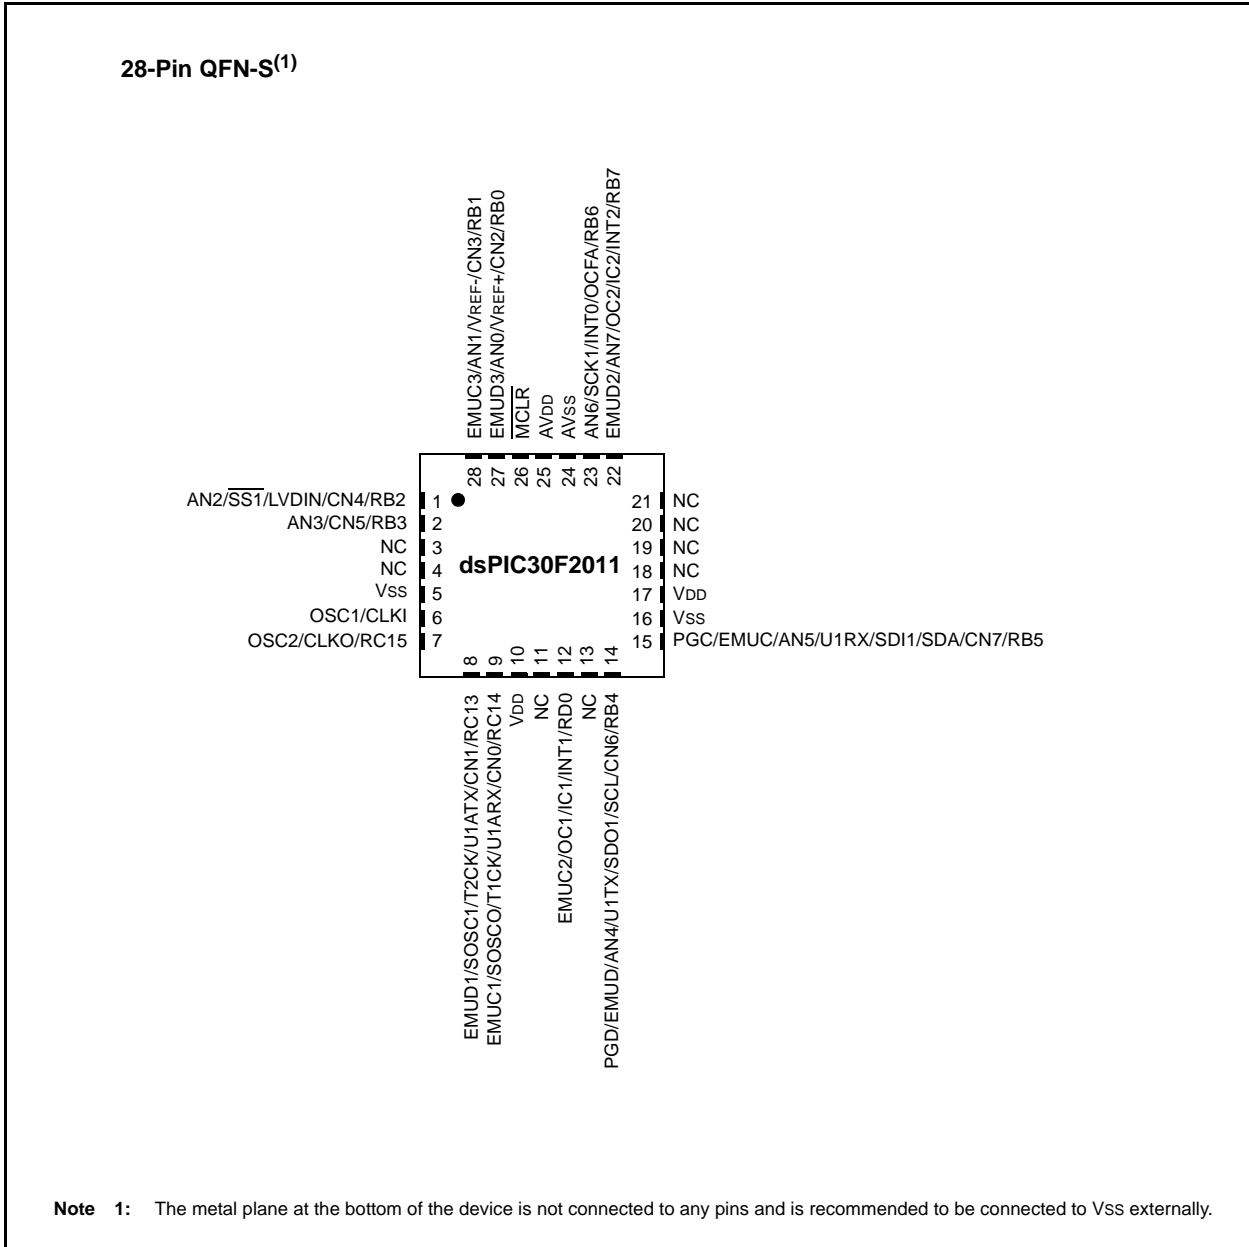 28-Pin QFN-S(1)
EMUC3/AN1/VREF-/CN3/RB1
EMUD3/AN0/VREF+/CN2/RB0
MCLR
AVDD
AVSS
AN6/SCK1/INT0/OCFA/RB6
EMUD2/AN7/OC2/IC2/INT2/RB7
28
27
26
25
24
23
22
AN2/SS1/LVDIN/CN4/RB2 1
AN3/CN5/RB3 2
NC 3
NC 4
VSS 5
OSC1/CLKI 6
OSC2/CLKO/RC15 7
dsPIC30F2011
21 NC
20 NC
19 NC
18 NC
17 VDD
16 VSS
15 PGC/EMUC/AN5/U1RX/SDI1/SDA/CN7/RB5
8
9
10
11
12
13
14
EMUD1/SOSC1/T2CK/U1ATX/CN1/RC13
EMUC1/SOSCO/T1CK/U1ARX/CN0/RC14
VDD
NC
EMUC2/OC1/IC1/INT1/RD0
NC
PGD/EMUD/AN4/U1TX/SDO1/SCL/CN6/RB4
Note 1: The metal plane at the bottom of the device is not connected to any pins and is recommended to be connected to VSS externally.